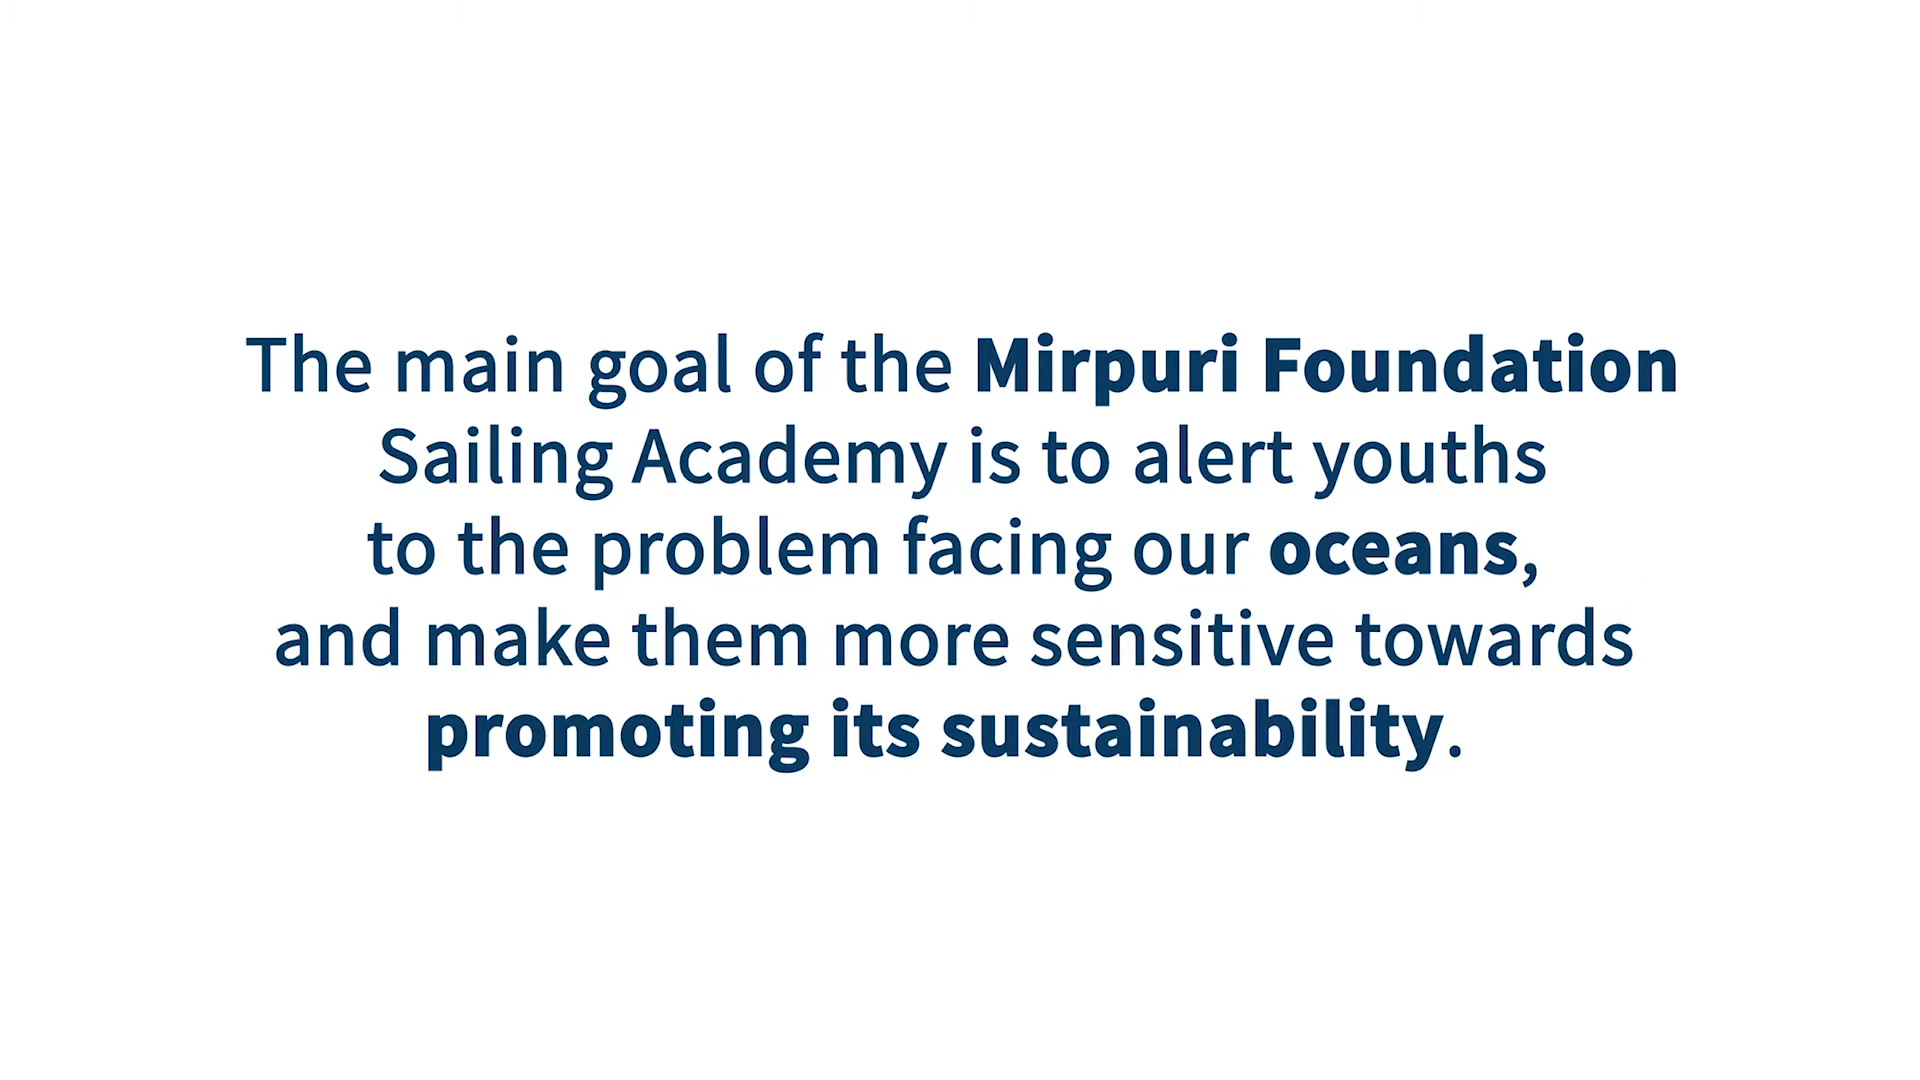 The main goal of the Mirpuri Foundation
Sailing Academy is to alert youths
to the problem facing our oceans,
and make them more sensitive towards
promoting its sustainability.